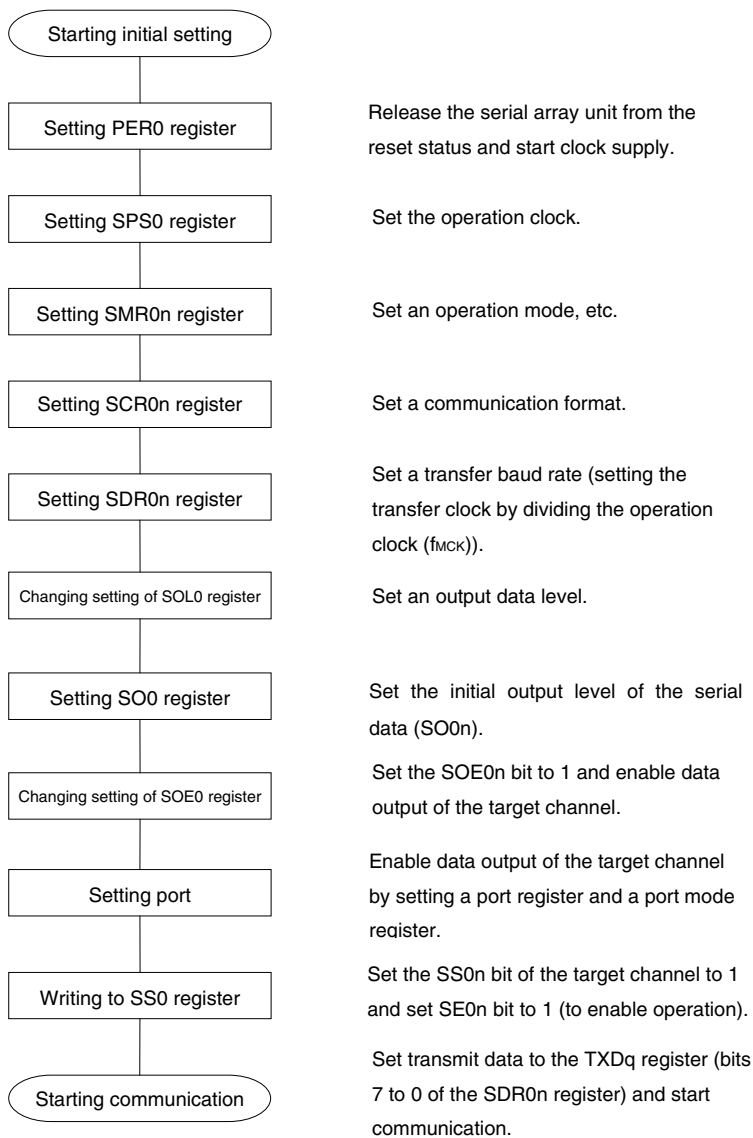 Starting initial setting
Setting PER0 register
Release the serial array unit from the
reset status and start clock supply.
Setting SPS0 register
Set the operation clock.
Setting SMR0n register
Set an operation mode, etc.
Setting SCR0n register
Set a communication format.
Setting SDR0n register
Set a transfer baud rate (setting the
transfer clock by dividing the operation
clock (fMCK)).
Changing setting of SOL0 register
Set an output data level.
Setting SO0 register
Set the initial output level of the serial
data (SO0n).
Changing setting of SOE0 register
Set the SOE0n bit to 1 and enable data
output of the target channel.
Setting port
Enable data output of the target channel
by setting a port register and a port mode
register.
Writing to SS0 register
Set the SS0n bit of the target channel to 1
and set SE0n bit to 1 (to enable operation).
Starting communication
Set transmit data to the TXDq register (bits
7 to 0 of the SDR0n register) and start
communication.